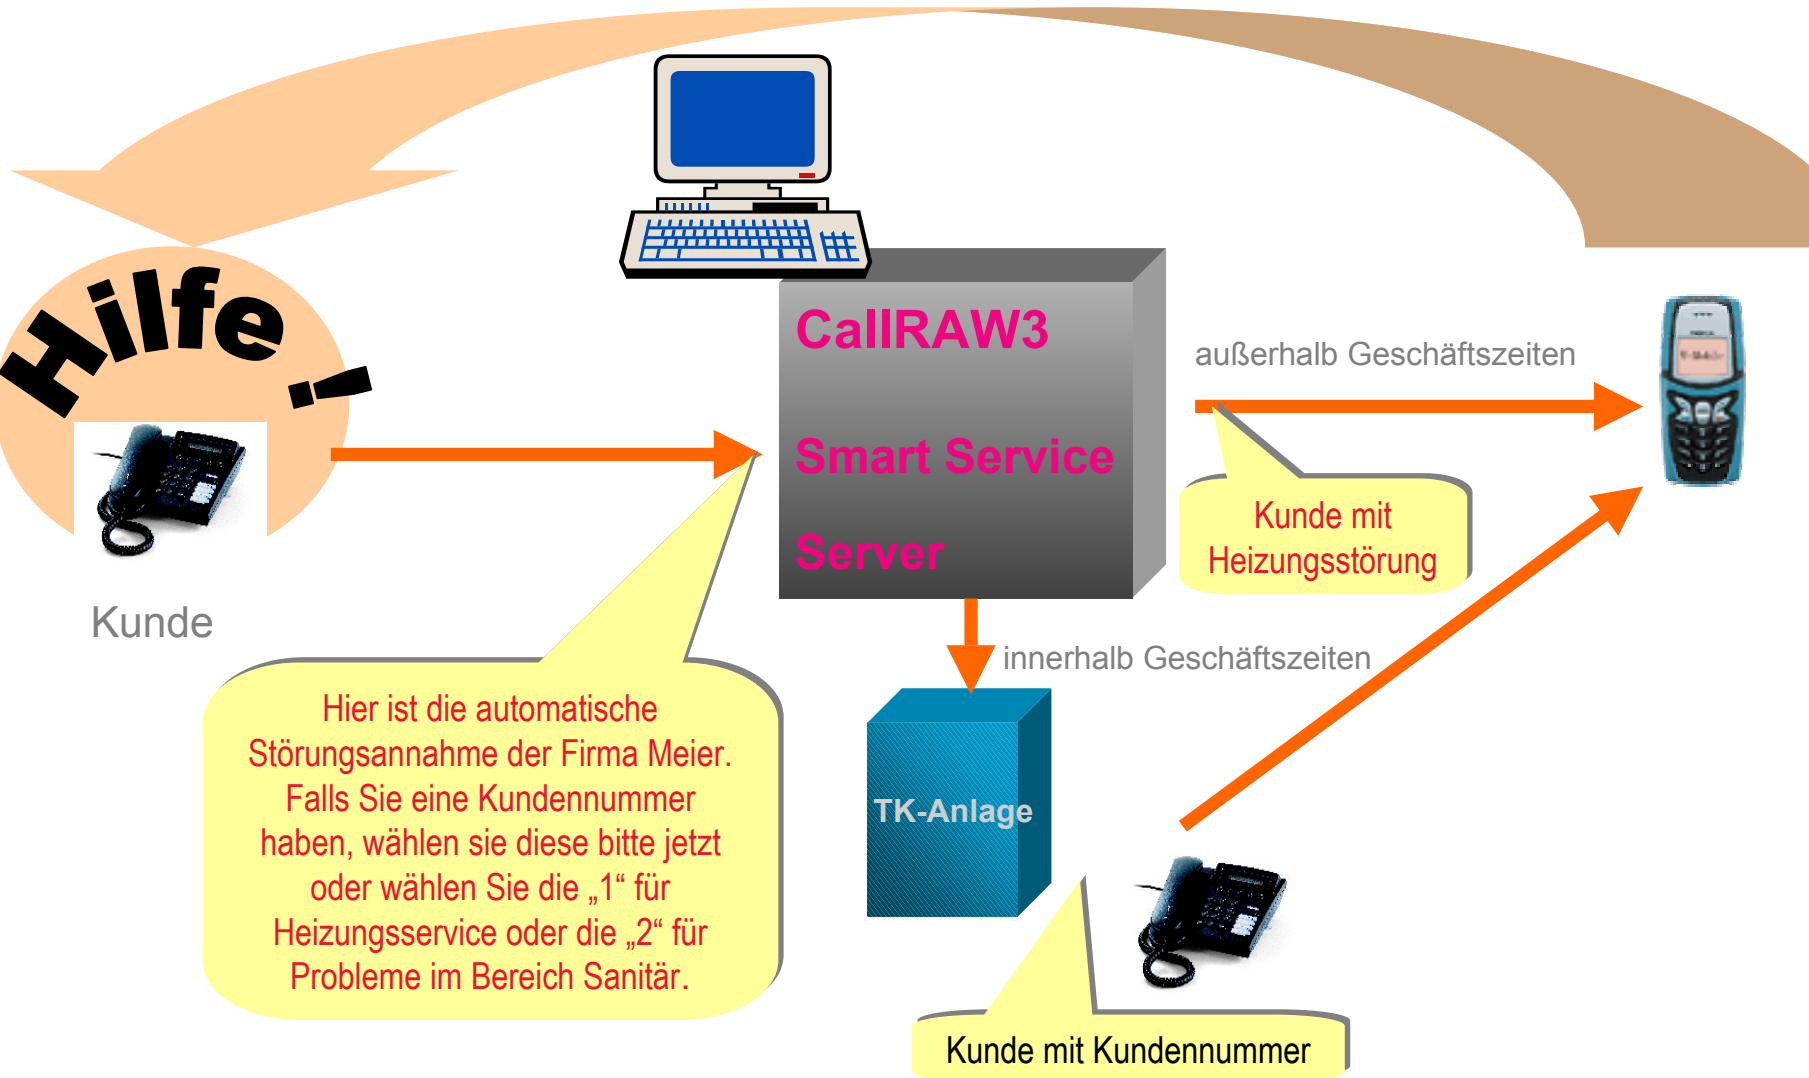 Hilfe !
Kunde
CallRAW3
Smart Service
Server
außerhalb Geschäftszeiten
Kunde mit
Heizungsstörung
innerhalb Geschäftszeiten
Hier ist die automatische
Störungsannahme der Firma Meier.
Falls Sie eine Kundennummer
haben, wählen sie diese bitte jetzt
oder wählen Sie die „1“ für
Heizungsservice oder die „2“ für
Probleme im Bereich Sanitär.
TK-Anlage
Kunde mit Kundennummer